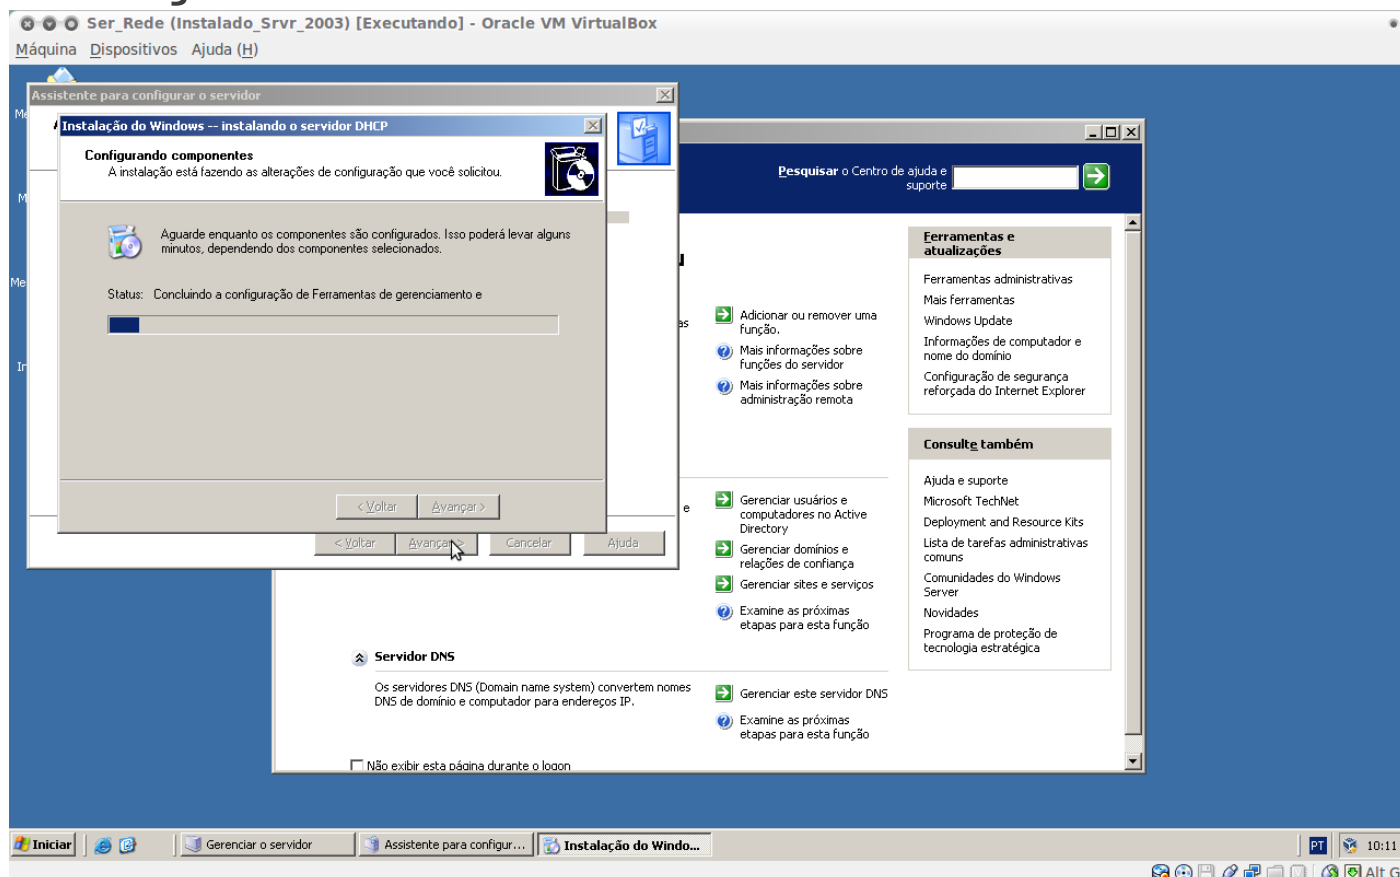 Ser_Rede (Instalado_Srvr_2003) [Executando] - Oracle VM VirtualBox
Máquina Dispositivos Ajuda (H)
Assistente para configurar o servidor
Instalação do Windows -- instalando o servidor DHCP
Configurando componentes
A instalação está fazendo as alterações de configuração que você solicitou.
Aguarde enquanto os componentes são configurados. Isso poderá levar alguns
minutos, dependendo dos componentes selecionados.
Status: Concluindo a configuração de Ferramentas de gerenciamento e
< Voltar Avançar >
< Voltar Avançar > Cancelar Ajuda
Pesquisar o Centro de ajuda e
suporte
Adicionar ou remover uma
função.
Mais informações sobre
funções do servidor
Mais informações sobre
administração remota
e
Gerenciar usuários e
computadores no Active
Directory
Gerenciar domínios e
relações de confiança
Gerenciar sites e serviços
Examine as próximas
etapas para esta função
Servidor DNS
Os servidores DNS (Domain name system) convertem nomes
DNS de domínio e computador para endereços IP.
Gerenciar este servidor DNS
Examine as próximas
etapas para esta função
Não exibir esta página durante o logon
Ferramentas e
atualizações
Ferramentas administrativas
Mais ferramentas
Windows Update
Informações de computador e
nome do domínio
Configuração de segurança
reforçada do Internet Explorer
Consulte também
Ajuda e suporte
Microsoft TechNet
Deployment and Resource Kits
Lista de tarefas administrativas
comuns
Comunidades do Windows
Server
Novidades
Programa de proteção de
tecnologia estratégica
Iniciar Gerenciar o servidor Assistente para configur... Instalação do Windo... PT 10:11
Alt G